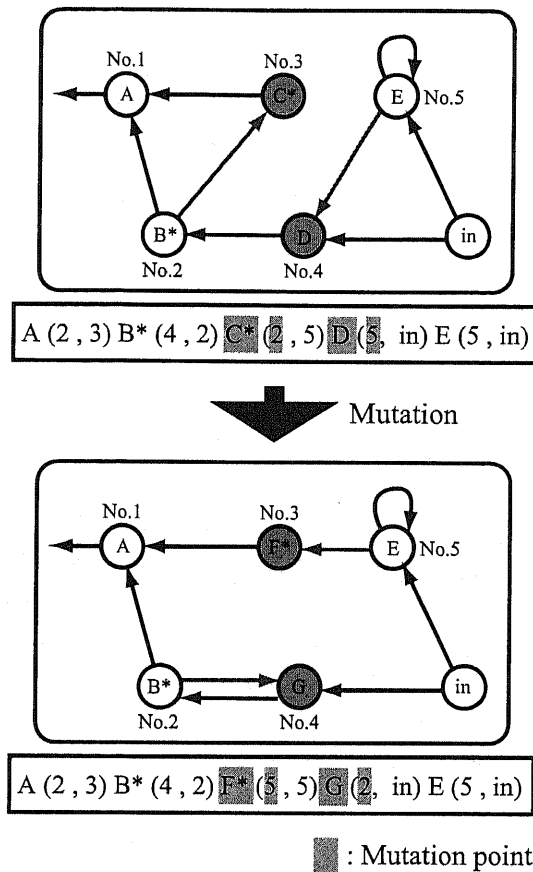 No.1
No.3
A
C*
E
No.5
B*
D
in
No.2
No.4
A (2 , 3) B* (4 , 2) C* (2 , 5) D (5, in) E (5 , in)
Mutation
No.1
No.3
A
F*
E
No.5
B*
G
in
No.2
No.4
A (2 , 3) B* (4 , 2) F* (5 , 5) G (2, in) E (5 , in)
: Mutation point